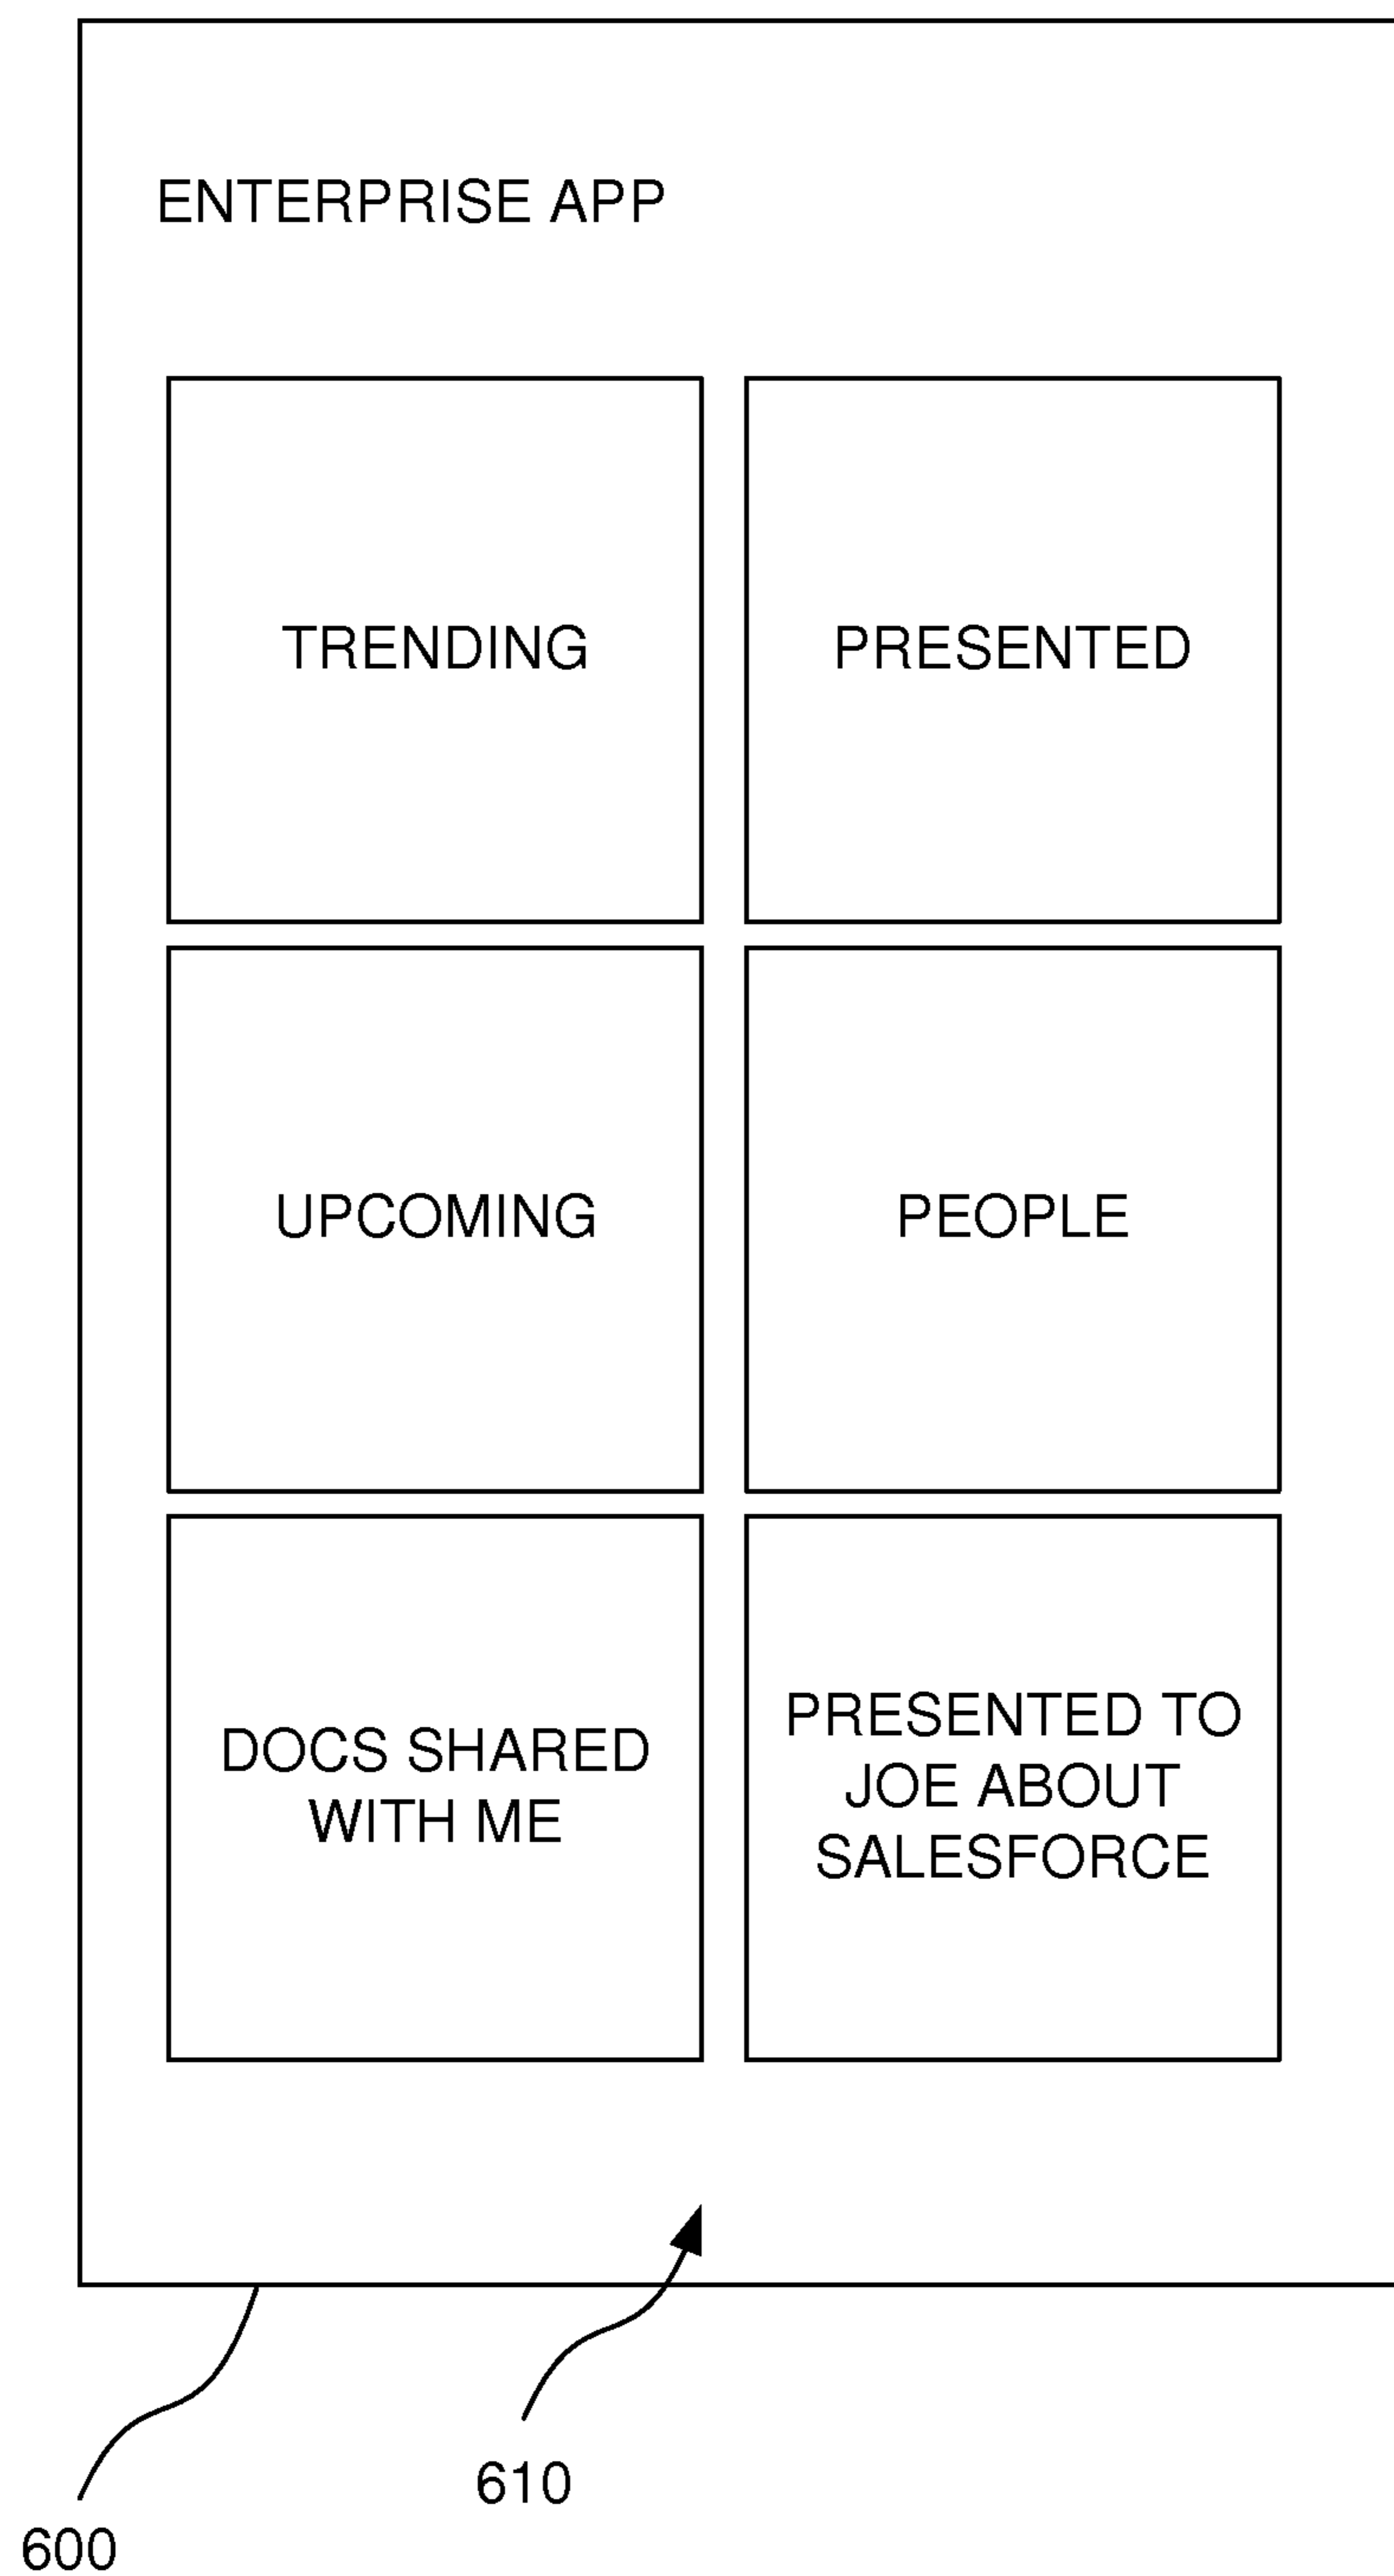 ENTERPRISE APP
TRENDING
PRESENTED
UPCOMING
PEOPLE
DOCS SHARED
WITH ME
PRESENTED TO
JOE ABOUT
SALESFORCE
610
600